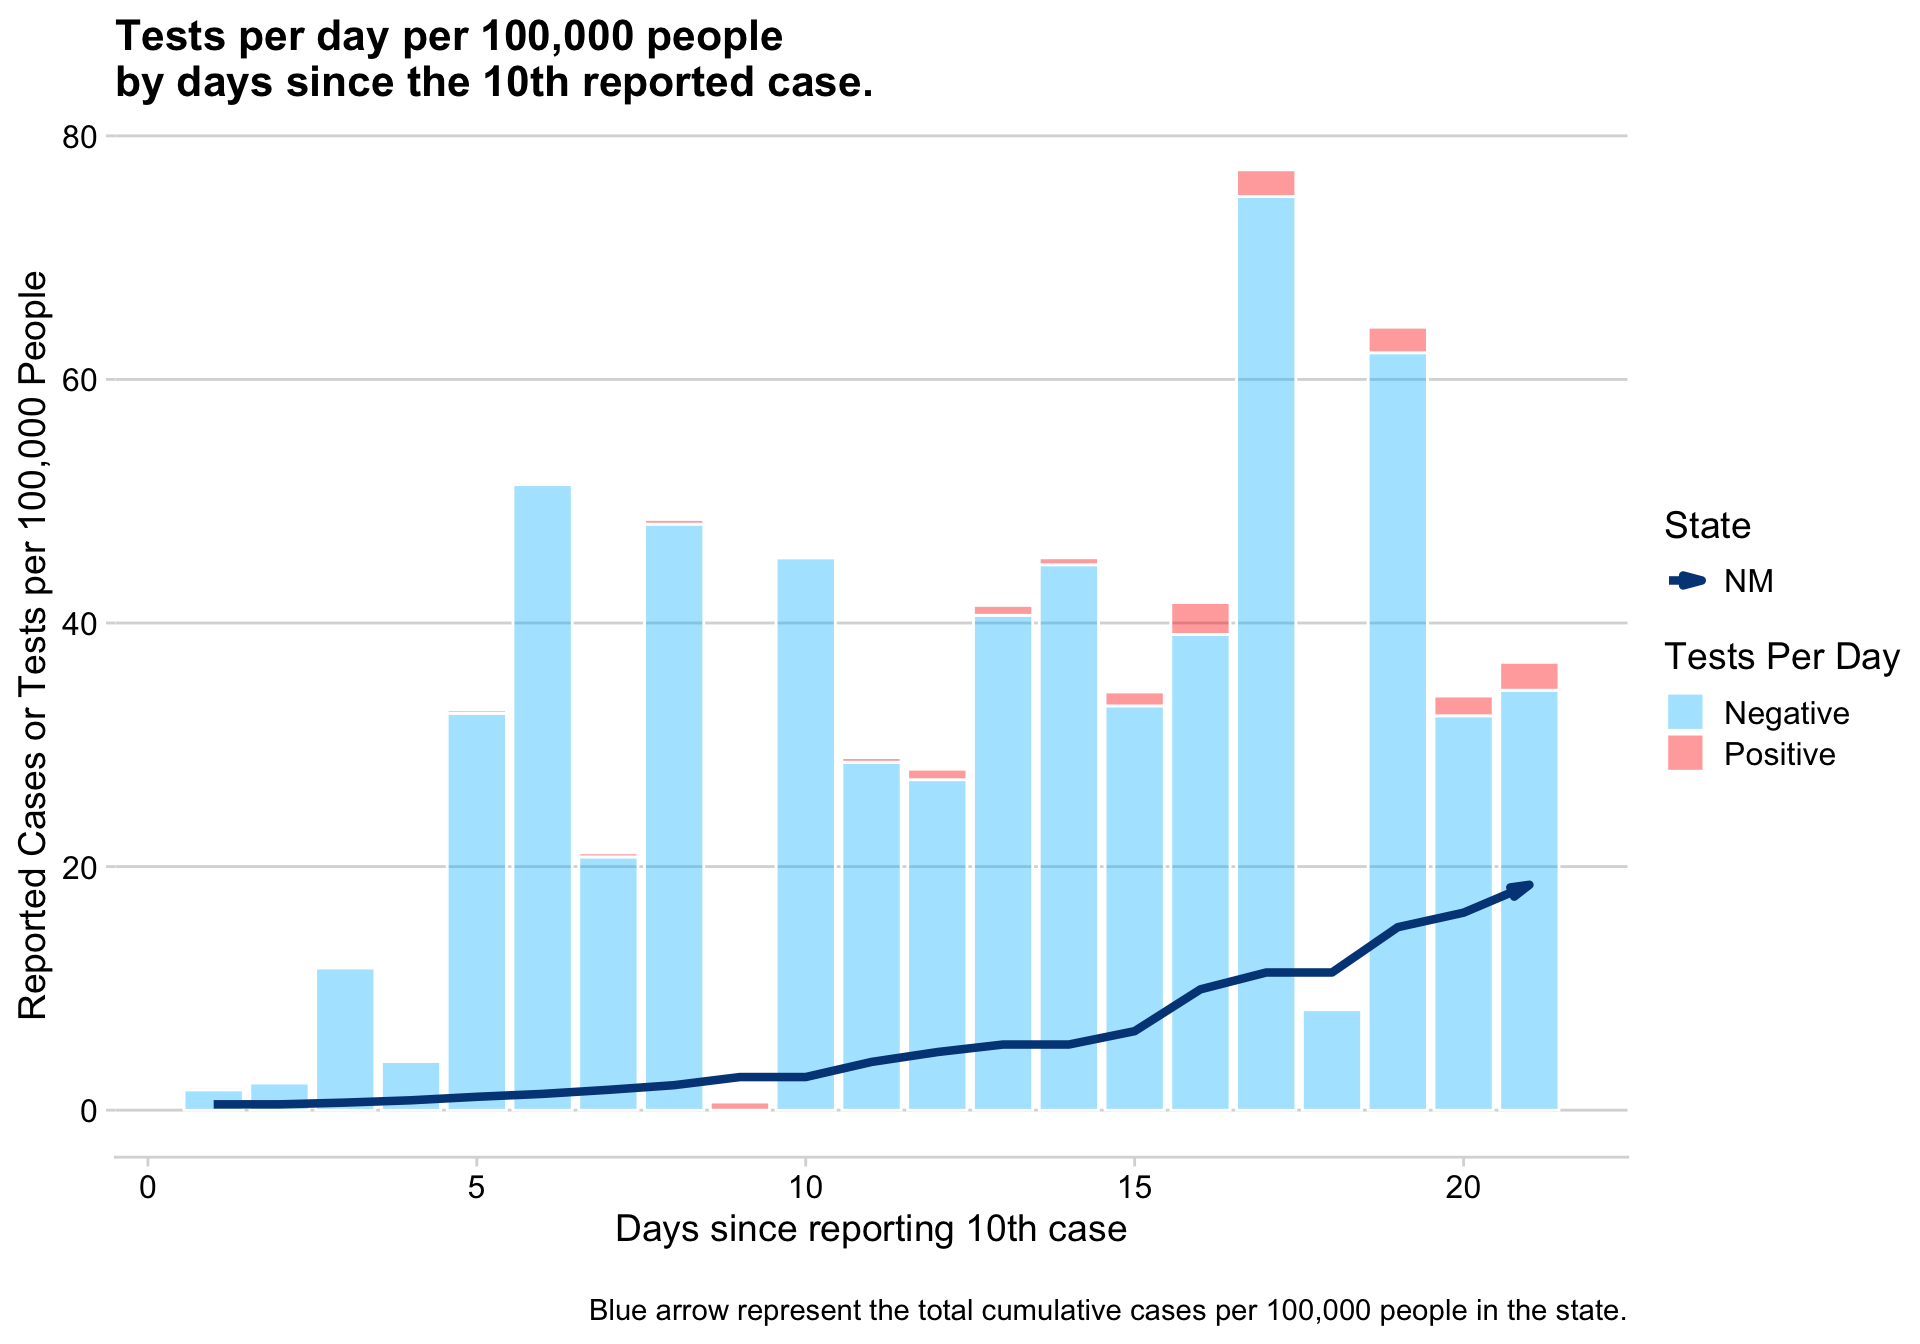 Tests per day per 100,000 people
by days since the 10th reported case.
Reported Cases or Tests per 100,000 People
80
60
40
20
0
0 5 10 15 20
Days since reporting 10th case
State
NM
Tests Per Day
Negative
Positive
Blue arrow represent the total cumulative cases per 100,000 people in the state.